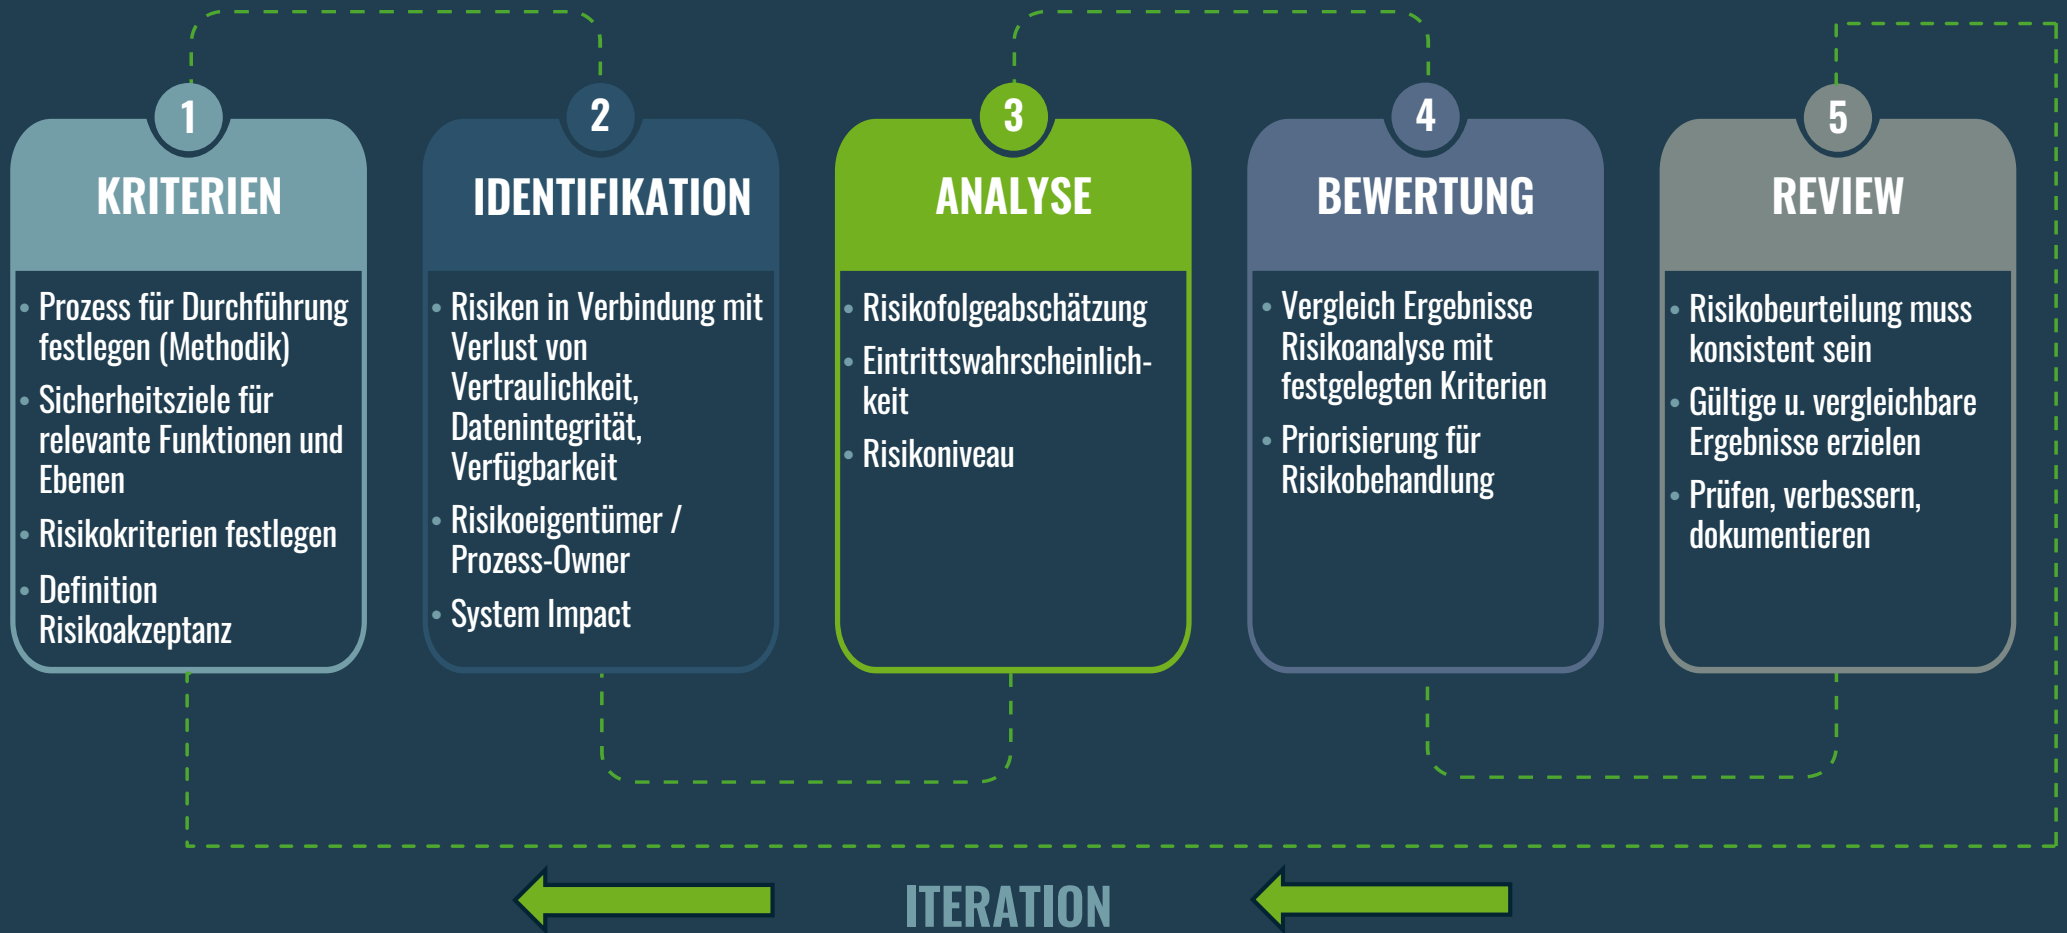 1
KRITERIEN
• Prozess für Durchführung
festlegen (Methodik)
• Sicherheitsziele für
relevante Funktionen und
Ebenen
• Risikokriterien festlegen
• Definition
Risikoakzeptanz
2
IDENTIFIKATION
• Risiken in Verbindung mit
Verlust von
Vertraulichkeit,
Datenintegrität,
Verfügbarkeit
• Risikoeigentümer /
Prozess-Owner
• System Impact
3
ANALYSE
• Risikofolgeabschätzung
• Eintrittswahrscheinlich-
keit
• Risikoniveau
4
BEWERTUNG
• Vergleich Ergebnisse
Risikoanalyse mit
festgelegten Kriterien
• Priorisierung für
Risikobehandlung
5
REVIEW
• Risikobeurteilung muss
konsistent sein
• Gültige u. vergleichbare
Ergebnisse erzielen
• Prüfen, verbessern,
dokumentieren
ITERATION